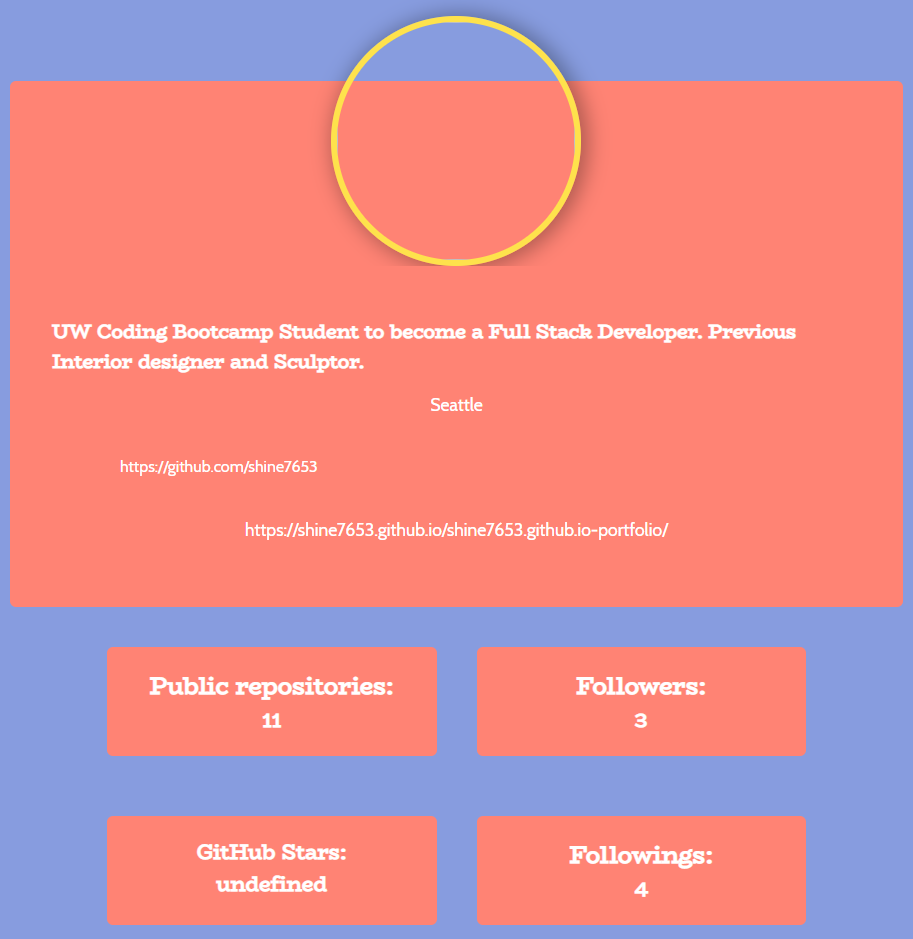 UW Coding Bootcamp Student to become a Full Stack Developer. Previous
Interior designer and Sculptor.
Seattle
https://github.com/shine7653
https://shine7653.github.io/shine7653.github.io-portfolio/
Public repositories:
11
Followers:
3
GitHub Stars:
undefined
Followings:
4